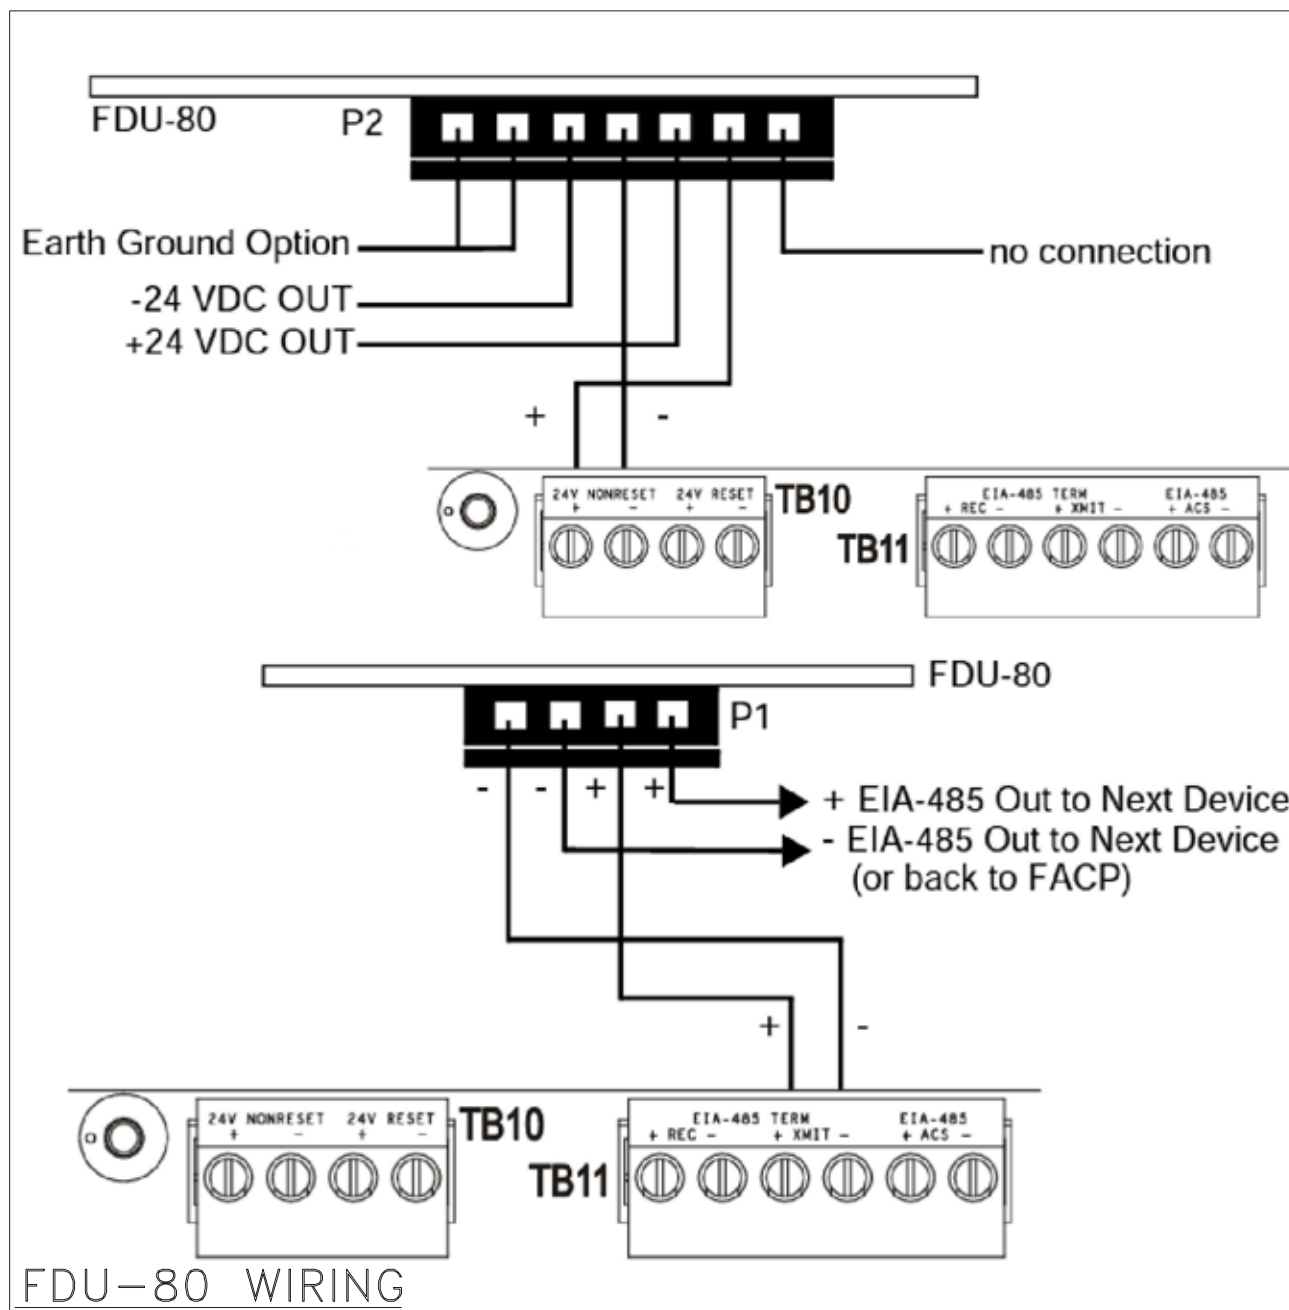 FDU-80 P2
Earth Ground Option
no connection
-24 VDC OUT
+24 VDC OUT
+ -
24V NONRESET 24V RESET TB10
+ - + -
EIA-485 TERM EIA-485
+ REC - + XMIT - + ACS -
TB11
FDU-80
P1
- - + +
+ EIA-485 Out to Next Device
- EIA-485 Out to Next Device
(or back to FACP)
+ -
24V NONRESET 24V RESET TB10
+ - + -
EIA-485 TERM EIA-485
+ REC - + XMIT - + ACS -
TB11
FDU-80 WIRING